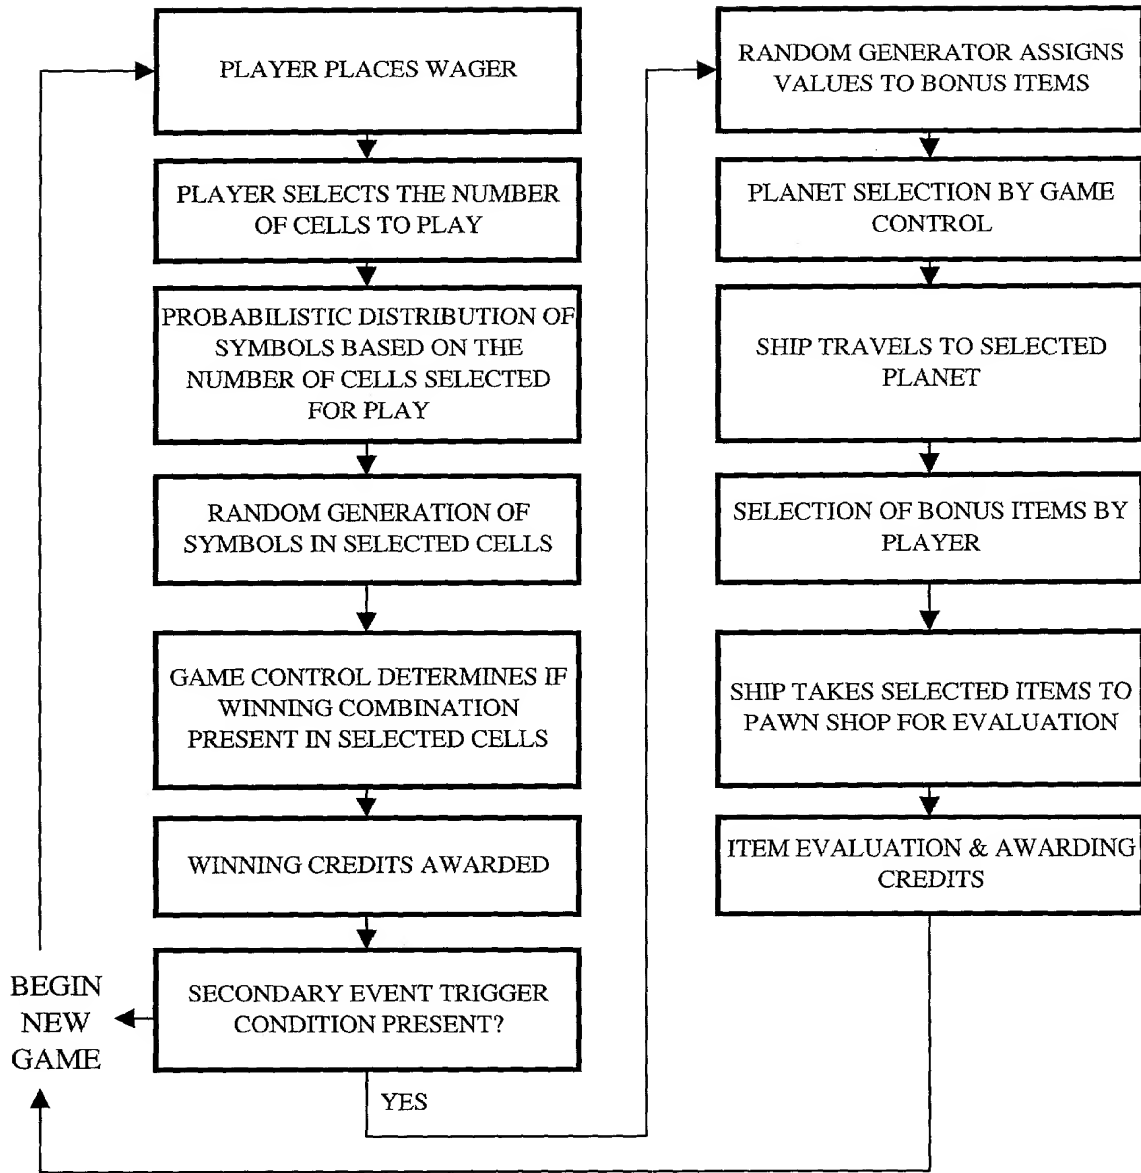 PLAYER PLACES WAGER
PLAYER SELECTS THE NUMBER
OF CELLS TO PLAY
PROBABILISTIC DISTRIBUTION OF
SYMBOLS BASED ON THE
NUMBER OF CELLS SELECTED
FOR PLAY
RANDOM GENERATION OF
SYMBOLS IN SELECTED CELLS
GAME CONTROL DETERMINES IF
WINNING COMBINATION
PRESENT IN SELECTED CELLS
WINNING CREDITS AWARDED
SECONDARY EVENT TRIGGER
CONDITION PRESENT?
BEGIN
NEW
GAME
YES
RANDOM GENERATOR ASSIGNS
VALUES TO BONUS ITEMS
PLANET SELECTION BY GAME
CONTROL
SHIP TRAVELS TO SELECTED
PLANET
SELECTION OF BONUS ITEMS BY
PLAYER
SHIP TAKES SELECTED ITEMS TO
PAWN SHOP FOR EVALUATION
ITEM EVALUATION & AWARDING
CREDITS